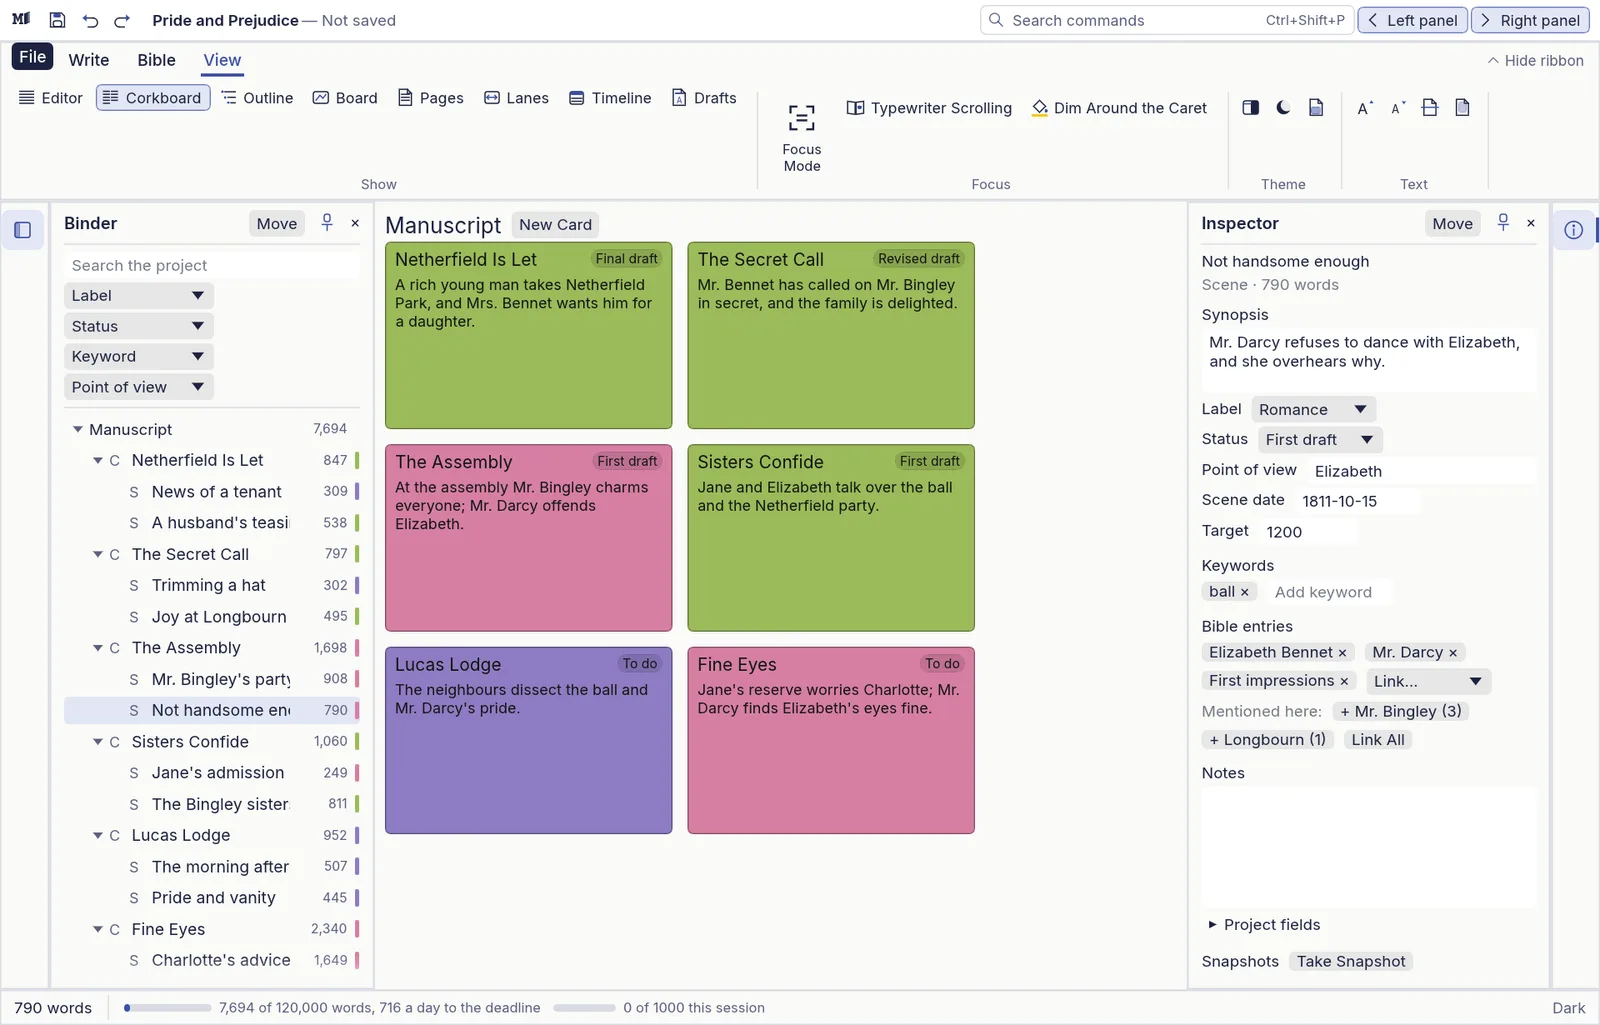 Pride and Prejudice — Not saved
Search commands Ctrl+Shift+P
Left panel
Right panel
File Write Bible View
Hide ribbon
Editor Corkboard Outline Board Pages Lanes Timeline Drafts
Show
Focus
Mode
Typewriter Scrolling Dim Around the Caret
Focus
Theme
A A
Text
Binder Move ×
Search the project
Label
Status
Keyword
Point of view
Manuscript 7,694
C Netherfield Is Let 847
S News of a tenant 309
S A husband's teasi 538
C The Secret Call 797
S Trimming a hat 302
S Joy at Longbourn 495
C The Assembly 1,698
S Mr. Bingley's party 908
S Not handsome en 790
C Sisters Confide 1,060
S Jane's admission 249
S The Bingley sister 811
C Lucas Lodge 952
S The morning after 507
S Pride and vanity 445
C Fine Eyes 2,340
S Charlotte's advice 1,649
Manuscript New Card
Netherfield Is Let Final draft
A rich young man takes Netherfield
Park, and Mrs. Bennet wants him for
a daughter.
The Secret Call Revised draft
Mr. Bennet has called on Mr. Bingley
in secret, and the family is delighted.
The Assembly First draft
At the assembly Mr. Bingley charms
everyone; Mr. Darcy offends
Elizabeth.
Sisters Confide First draft
Jane and Elizabeth talk over the ball
and the Netherfield party.
Lucas Lodge To do
The neighbours dissect the ball and
Mr. Darcy's pride.
Fine Eyes To do
Jane's reserve worries Charlotte; Mr.
Darcy finds Elizabeth's eyes fine.
Inspector Move ×
Not handsome enough
Scene · 790 words
Synopsis
Mr. Darcy refuses to dance with Elizabeth,
and she overhears why.
Label Romance
Status First draft
Point of view Elizabeth
Scene date 1811-10-15
Target 1200
Keywords
ball × Add keyword
Bible entries
Elizabeth Bennet × Mr. Darcy ×
First impressions × Link...
Mentioned here: + Mr. Bingley (3)
+ Longbourn (1) Link All
Notes
Project fields
Snapshots Take Snapshot
790 words 7,694 of 120,000 words, 716 a day to the deadline 0 of 1000 this session Dark